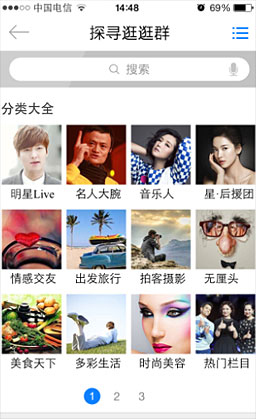 中国电信 14:48 69%
探寻逛逛群
搜索
分类大全
明星Live 名人大腕 音乐人 星·后援团
情感交友 出发旅行 拍客摄影 无厘头
美食天下 多彩生活 时尚美容 热门栏目
1 2 3